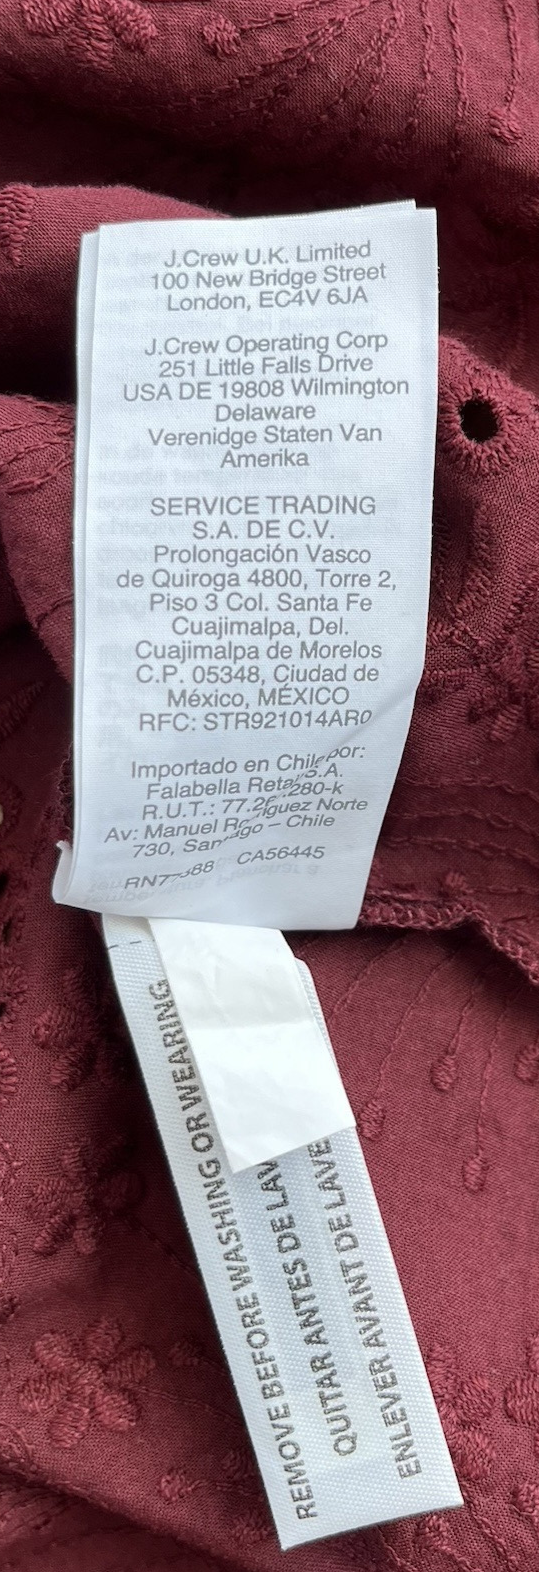 J.Crew U.K. Limited
100 New Bridge Street
London, EC4V 6JA
J.Crew Operating Corp
251 Little Falls Drive
USA DE 19808 Wilmington
Delaware
Verenidge Staten Van
Amerika
SERVICE TRADING
S.A. DE C.V.
Prolongación Vasco
de Quiroga 4800, Torre 2,
Piso 3 Col. Santa Fe
Cuajimalpa, Del.
Cuajimalpa de Morelos
C.P. 05348, Ciudad de
México, MÉXICO
RFC: STR921014AR0
Importado en Chile por:
Falabella S.A.
R.U.T.:
Av: Manuel Norte
730, – Chile
CA56445
REMOVE BEFORE WASHING OR WEARING
QUITAR ANTES DE
ENLEVER AVANT DE